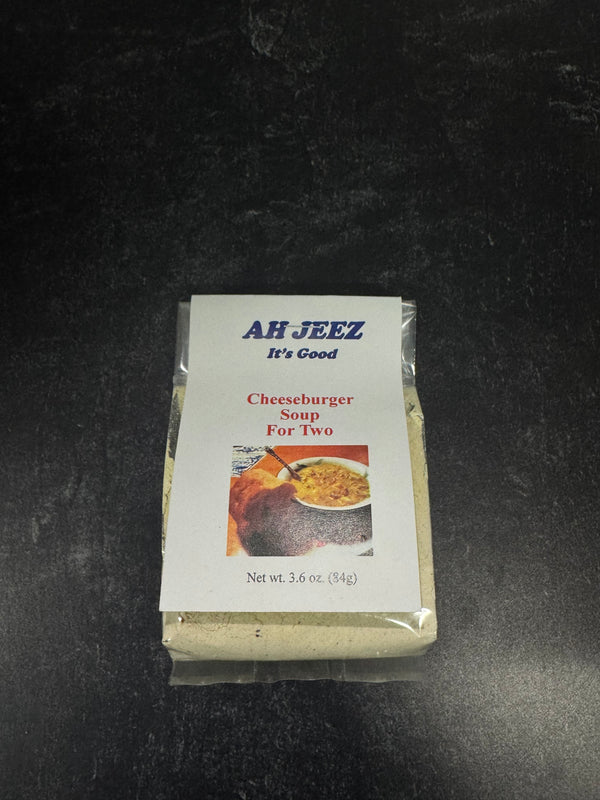 AH JEEZ
It's Good
Cheeseburger
Soup
For Two
Net wt. 3.6 oz. (84g)